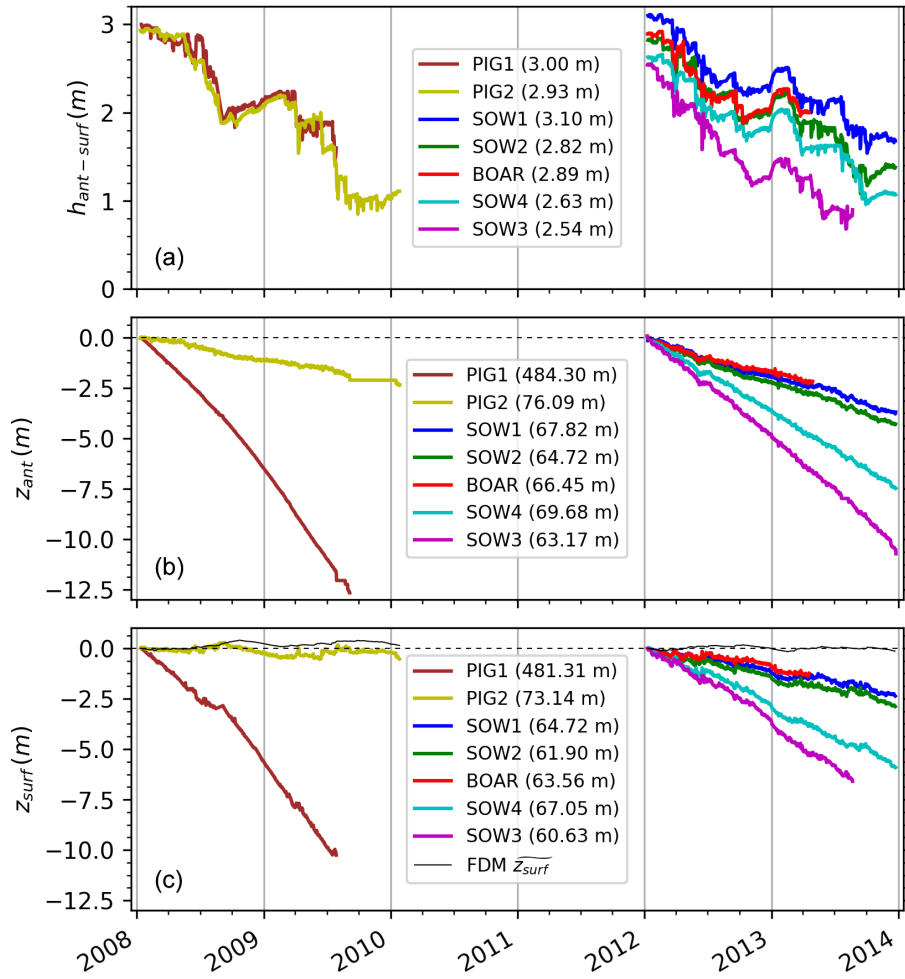 3
2
1
0
h_ant−surf (m)
PIG1 (3.00 m)
PIG2 (2.93 m)
SOW1 (3.10 m)
SOW2 (2.82 m)
BOAR (2.89 m)
SOW4 (2.63 m)
SOW3 (2.54 m)
(a)
0.0
−2.5
−5.0
−7.5
−10.0
−12.5
z_ant (m)
PIG1 (484.30 m)
PIG2 (76.09 m)
SOW1 (67.82 m)
SOW2 (64.72 m)
BOAR (66.45 m)
SOW4 (69.68 m)
SOW3 (63.17 m)
(b)
0.0
−2.5
−5.0
−7.5
−10.0
−12.5
z_surf (m)
PIG1 (481.31 m)
PIG2 (73.14 m)
SOW1 (64.72 m)
SOW2 (61.90 m)
BOAR (63.56 m)
SOW4 (67.05 m)
SOW3 (60.63 m)
FDM z̃_surf
(c)
2008 2009 2010 2011 2012 2013 2014